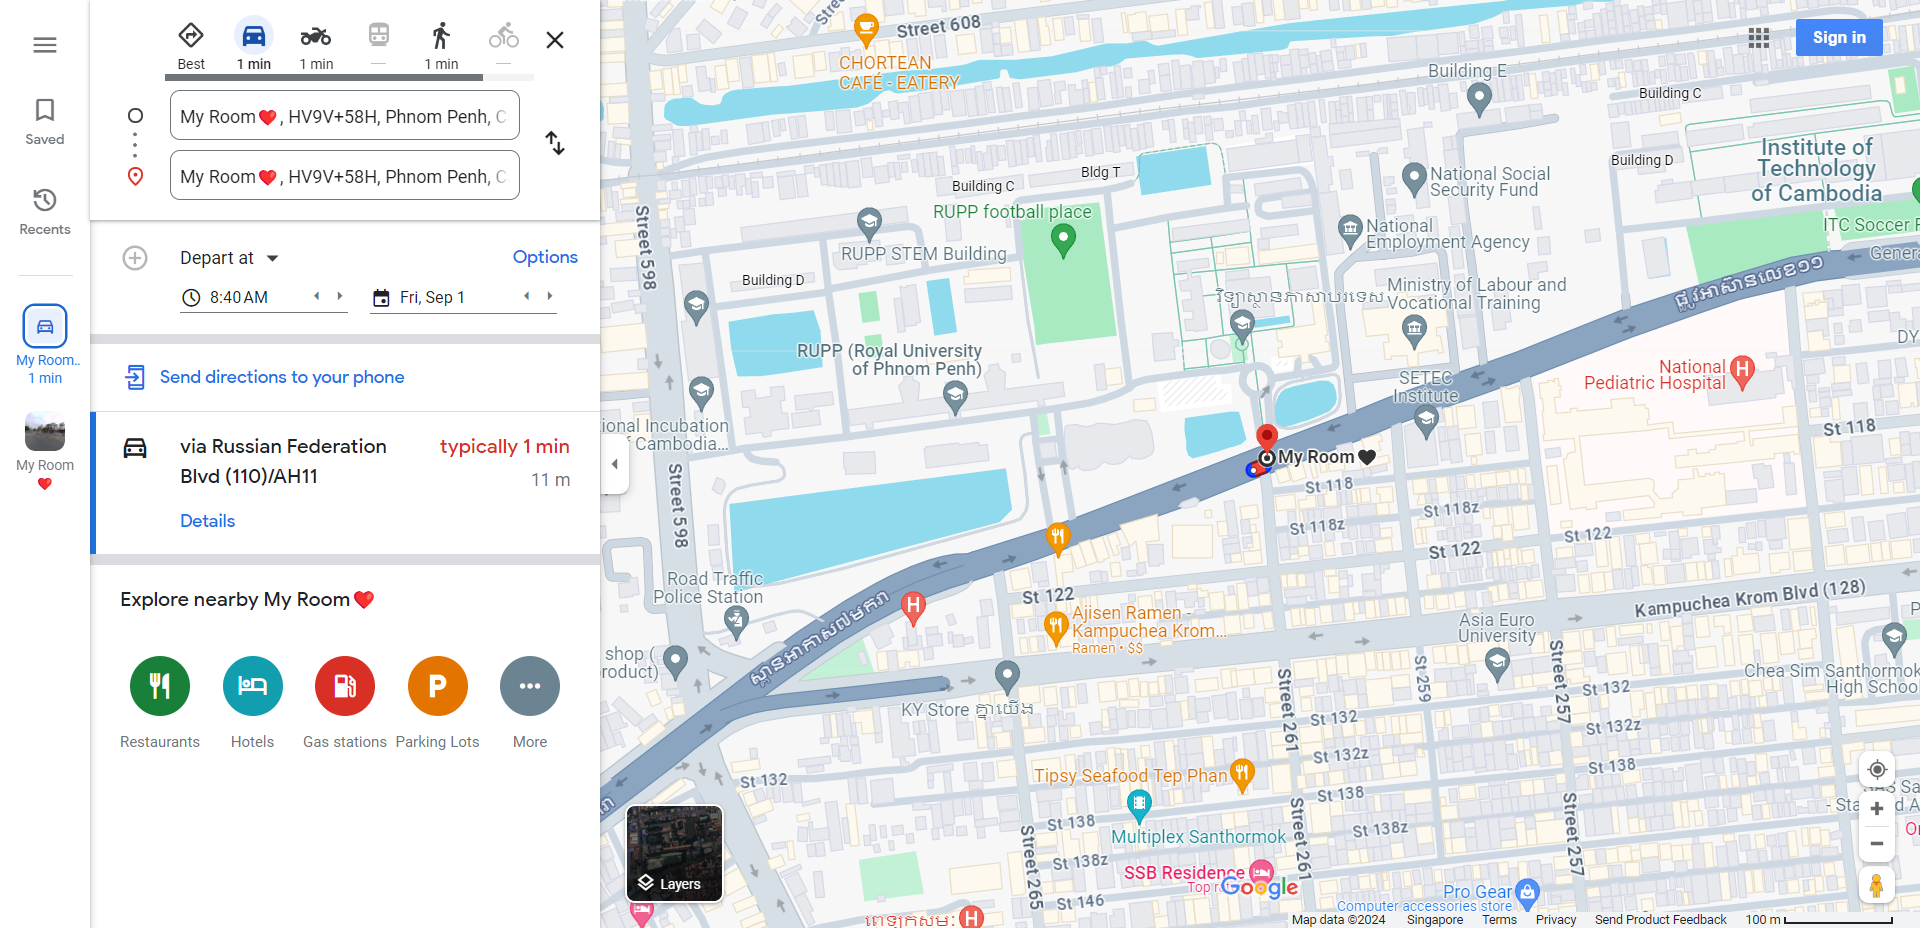 Best
1 min
1 min
—
1 min
—
My Room❤️, HV9V+58H, Phnom Penh, C
My Room❤️, HV9V+58H, Phnom Penh, C
Saved
Recents
My Room..
1 min
My Room
❤️
Depart at
Options
8:40 AM
Fri, Sep 1
Send directions to your phone
via Russian Federation
Blvd (110)/AH11
typically 1 min
11 m
Details
Explore nearby My Room❤️
Restaurants
Hotels
Gas stations
P
Parking Lots
More
Layers
Sign in
Street 608
CHORTEAN
CAFÉ - EATERY
Building E
Building C
Building D
Institute of
Technology
of Cambodia
ITC Soccer F
Genera
National Social
Security Fund
Bldg T
Building C
RUPP football place
National
Employment Agency
RUPP STEM Building
Building D
Street 598
វិទ្យាស្ថានភាសាបរទេស
Ministry of Labour and
Vocational Training
ផ្លូវអាស៊ានលេខ១១
RUPP (Royal University
of Phnom Penh)
DY
National
Pediatric Hospital
H
SETEC
Institute
ional Incubation
f Cambodia...
St 118
My Room🖤
St 118
Street 598
St 118z
St 118z
St 122
St 122
Road Traffic
Police Station
H
St 122
Ajisen Ramen -
Kampuchea Krom...
Ramen • $$
Kampuchea Krom Blvd (128)
Asia Euro
University
ស្ពានអាកាស៧មករា
shop (
roduct)
KY Store គ្នាយើង
Street 261
St 259
Street 257
St 132
Chea Sim Santhormok
High School
St 132
St 132z
St 132z
St 138
Tipsy Seafood Tep Phan
St 132
St 138
Multiplex Santhormok
St 138
St 138z
Street 261
Street 257
St 138z
Street 265
SSB Residence
Google
St 146
Pro Gear
Computer accessories store
H
Map data ©2024
Singapore
Terms
Privacy
Send Product Feedback
100 m